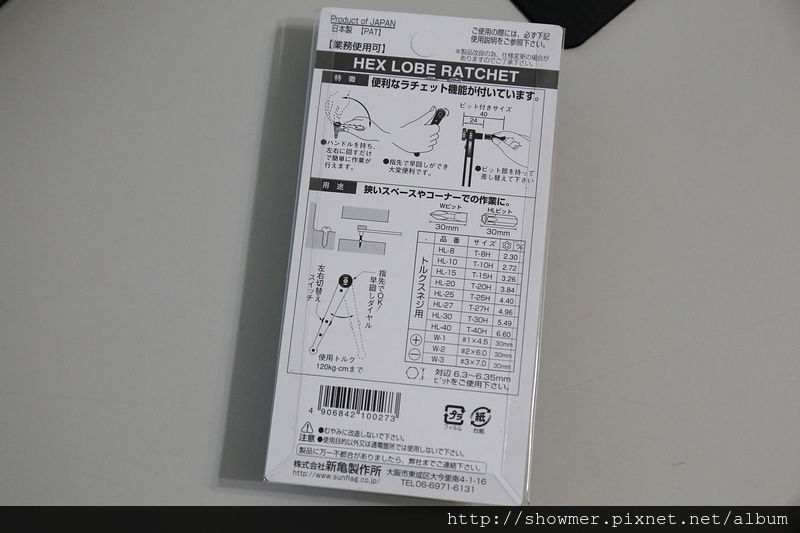 Product of JAPAN
日本製 【PAT】
【業務使用可】
ご使用の際には、必ず下記
使用説明をご参照下さい。
※製品改良の為、仕様変更の場合が
ありますのでご了承下さい。
HEX LOBE RATCHET
特徴
便利なラチェット機能が付いています。
●ハンドルを持ち、
左右に回すだけ
で簡単に作業が
行えます。
●指先で早回しができ
大変便利です。
ビット付きサイズ
40
24
●ビット部を持って
差し替えて下さい
用途
狭いスペースやコーナーでの作業に。
Wビット
30mm
HLビット
30mm
左右切替え
スイッチ
指先でOK!
早回しダイヤル
使用トルク
120kg-cmまで
トルクスネジ用
品番 サイズ %
HL-8 T-8H 2.30
HL-10 T-10H 2.72
HL-15 T-15H 3.26
HL-20 T-20H 3.84
HL-25 T-25H 4.40
HL-27 T-27H 4.96
HL-30 T-30H 5.49
HL-40 T-40H 6.60
W-1 #1×4.5 30mm
W-2 #2×6.0 30mm
W-3 #3×7.0 30mm
対辺 6.3～6.35mm
ビットをご使用下さい。
4 906842 100273
プラ
フィルム
紙
台紙
注意
●むやみに改造しないで下さい。
●使用目的以外又は通電箇所では使用しないで下さい。
製品に万一不都合がありましたら、弊社までご連絡下さい。
株式会社 新亀製作所
http://www.sunflag.co.jp/
大阪市東成区大今里南4-1-16
TEL06-6971-6131
http://showmer.pixnet.net/album